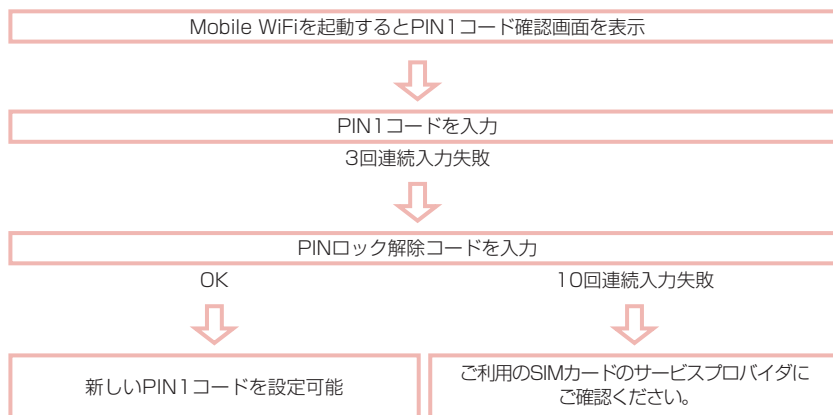 Mobile WiFiを起動するとPIN1コード確認画面を表示
PIN1コードを入力
3回連続入力失敗
PINロック解除コードを入力
OK
10回連続入力失敗
新しいPIN1コードを設定可能
ご利用のSIMカードのサービスプロバイダに
ご確認ください。